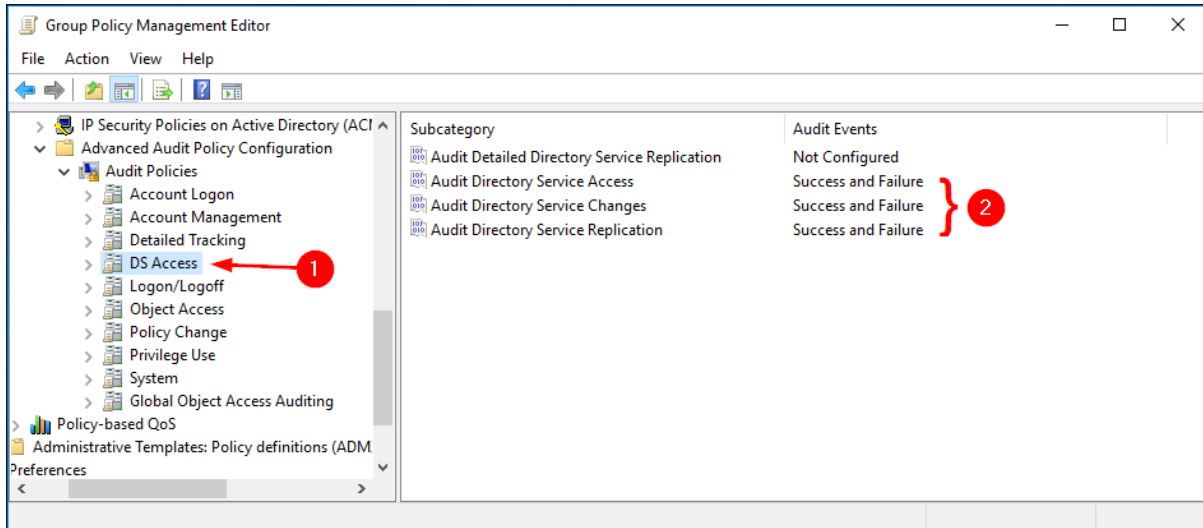 Group Policy Management Editor
File Action View Help
IP Security Policies on Active Directory (ACM
Advanced Audit Policy Configuration
Audit Policies
Account Logon
Account Management
Detailed Tracking
DS Access
1
Logon/Logoff
Object Access
Policy Change
Privilege Use
System
Global Object Access Auditing
Policy-based QoS
Administrative Templates: Policy definitions (ADM
Preferences
Subcategory Audit Events
Audit Detailed Directory Service Replication Not Configured
Audit Directory Service Access Success and Failure
Audit Directory Service Changes Success and Failure
2
Audit Directory Service Replication Success and Failure